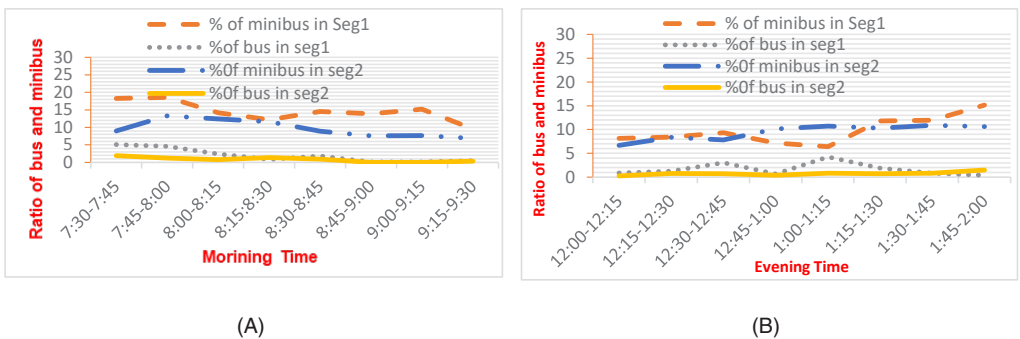 % of minibus in Seg1
%of bus in seg1
%0f minibus in seg2
%0f bus in seg2
Ratio of bus and minibus
30
25
20
15
10
5
0
7:30-7:45
7:45-8:00
8:00-8:15
8:15-8:30
8:30-8:45
8:45-9:00
9:00-9:15
9:15-9:30
Morining Time
(A)
% of minibus in Seg1
%of bus in seg1
%0f minibus in seg2
%0f bus in seg2
Ratio of bus and minibus
30
25
20
15
10
5
0
12:00-12:15
12:15-12:30
12:30-12:45
12:45-1:00
1:00-1:15
1:15-1:30
1:30-1:45
1:45-2:00
Evening Time
(B)